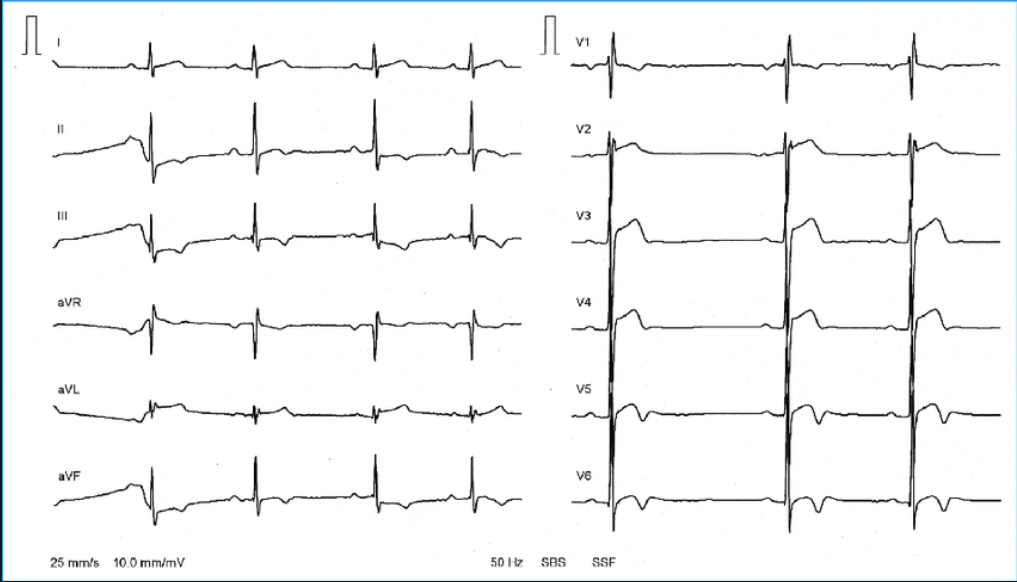 I
II
III
aVR
aVL
aVF
V1
V2
V3
V4
V5
V6
25 mm/s 10.0 mm/mV 50 Hz SBS SSF